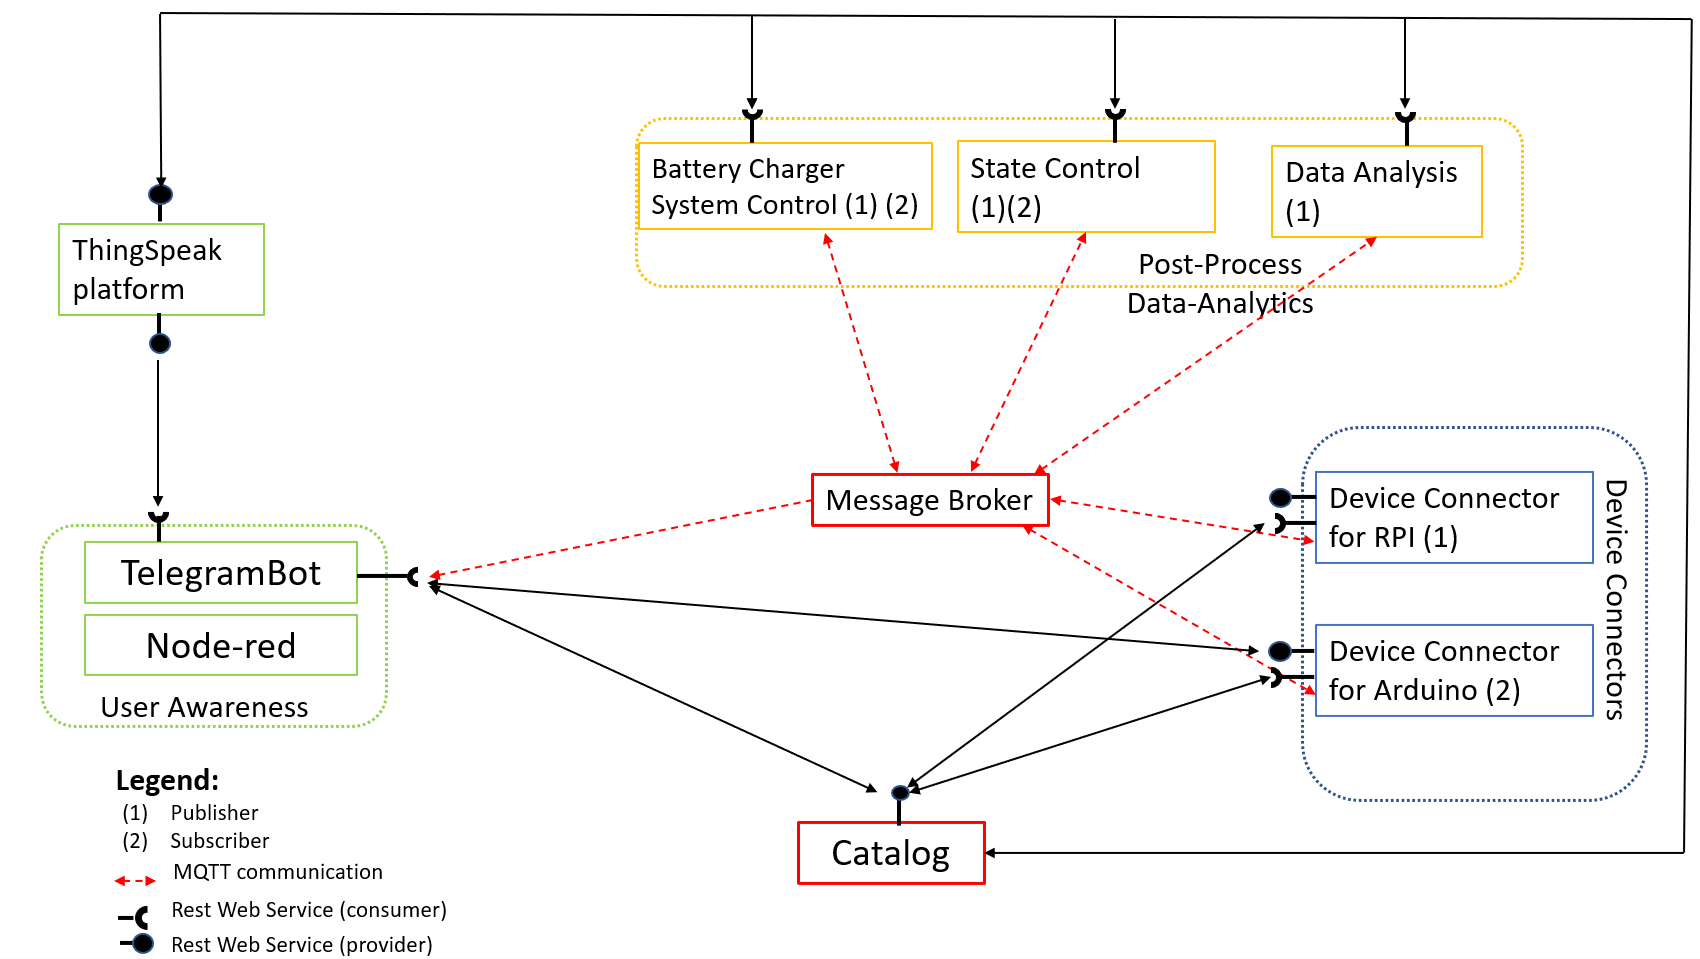 Battery Charger
System Control (1) (2)
State Control
(1)(2)
Data Analysis
(1)
Post-Process
Data-Analytics
ThingSpeak
platform
Message Broker
Device Connector
for RPI (1)
Device Connector
for Arduino (2)
Device Connectors
TelegramBot
Node-red
User Awareness
Catalog
Legend:
(1) Publisher
(2) Subscriber
MQTT communication
Rest Web Service (consumer)
Rest Web Service (provider)